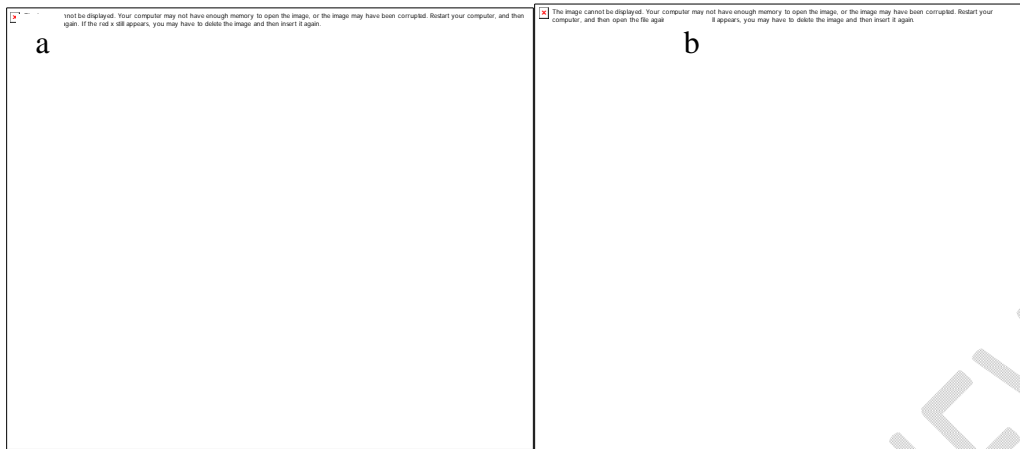 not be displayed. Your computer may not have enough memory to open the image, or the image may have been corrupted. Restart your computer, and then
again. If the red x still appears, you may have to delete the image and then insert it again.
a
The image cannot be displayed. Your computer may not have enough memory to open the image, or the image may have been corrupted. Restart your
computer, and then open the file again ll appears, you may have to delete the image and then insert it again.
b